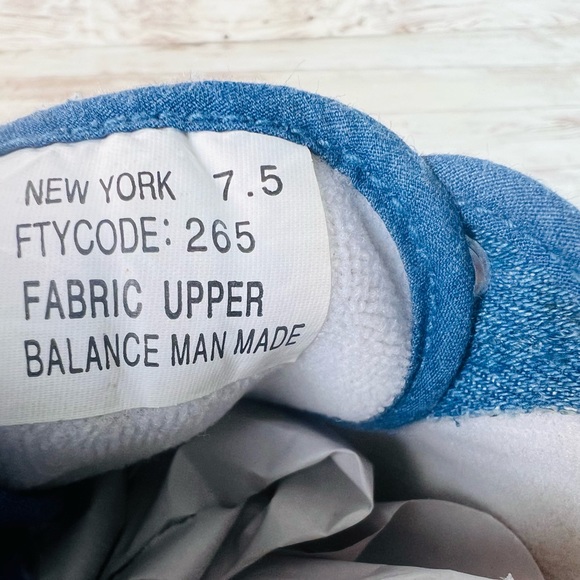 NEW YORK 7.5
FTYCODE: 265
FABRIC UPPER
BALANCE MAN MADE